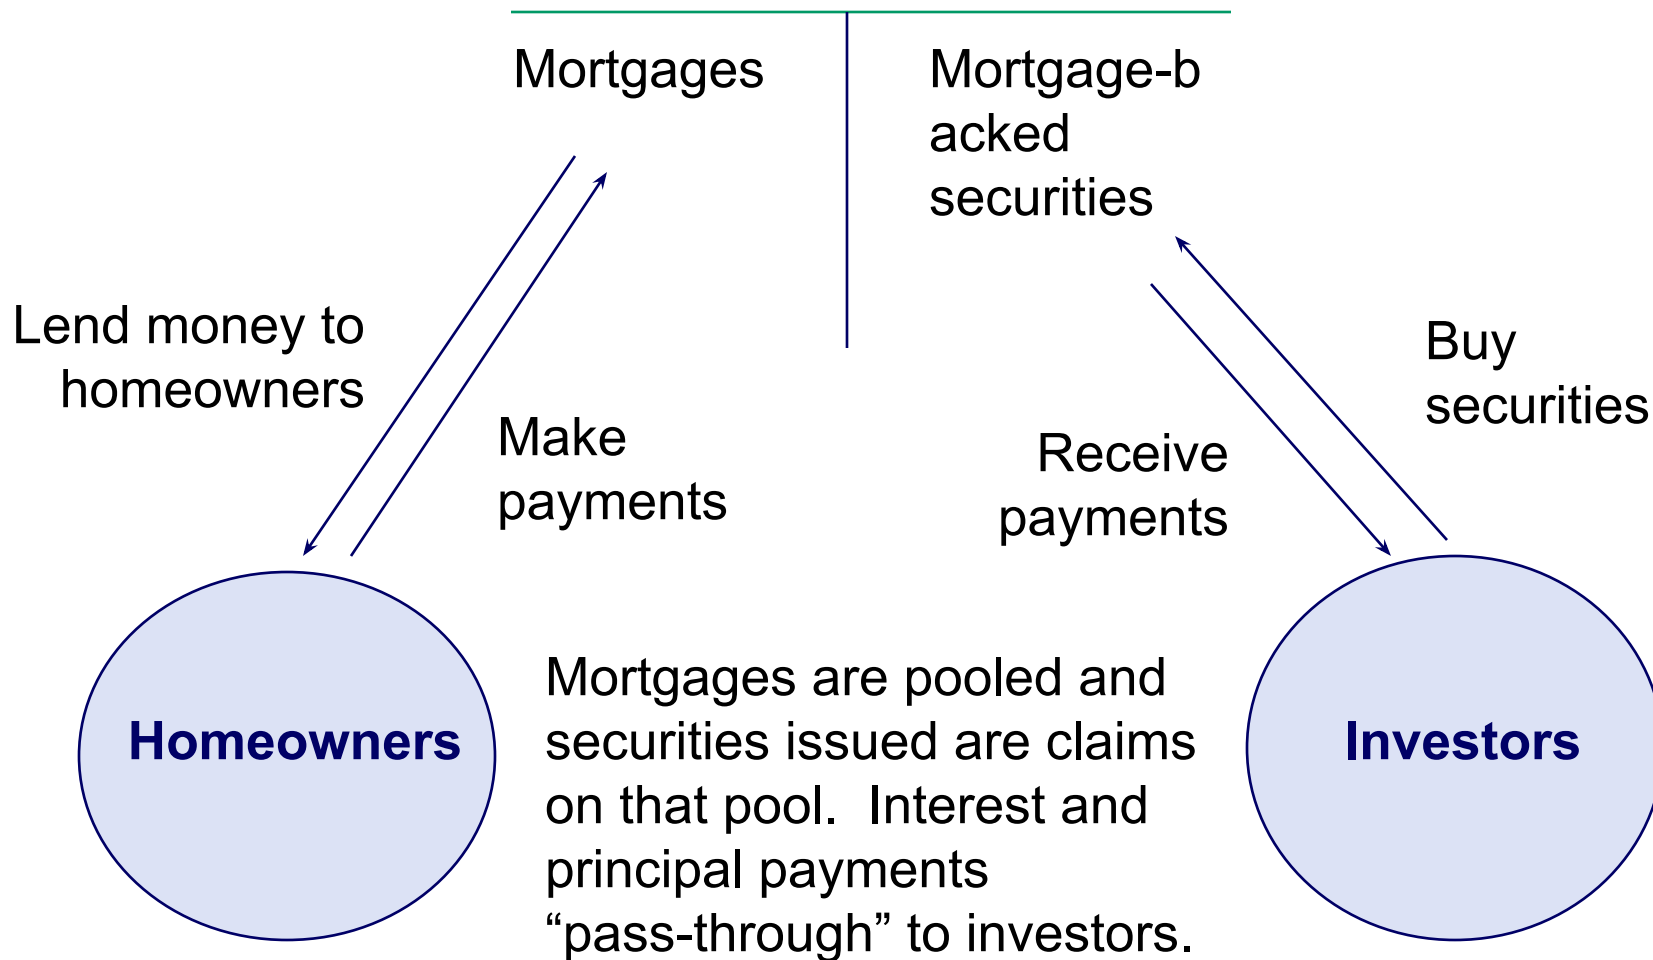 Mortgages
Mortgage-b
acked
securities
Lend money to
homeowners
Make
payments
Receive
payments
Buy
securities
Homeowners
Mortgages are pooled and
securities issued are claims
on that pool.  Interest and
principal payments
“pass-through” to investors.
Investors